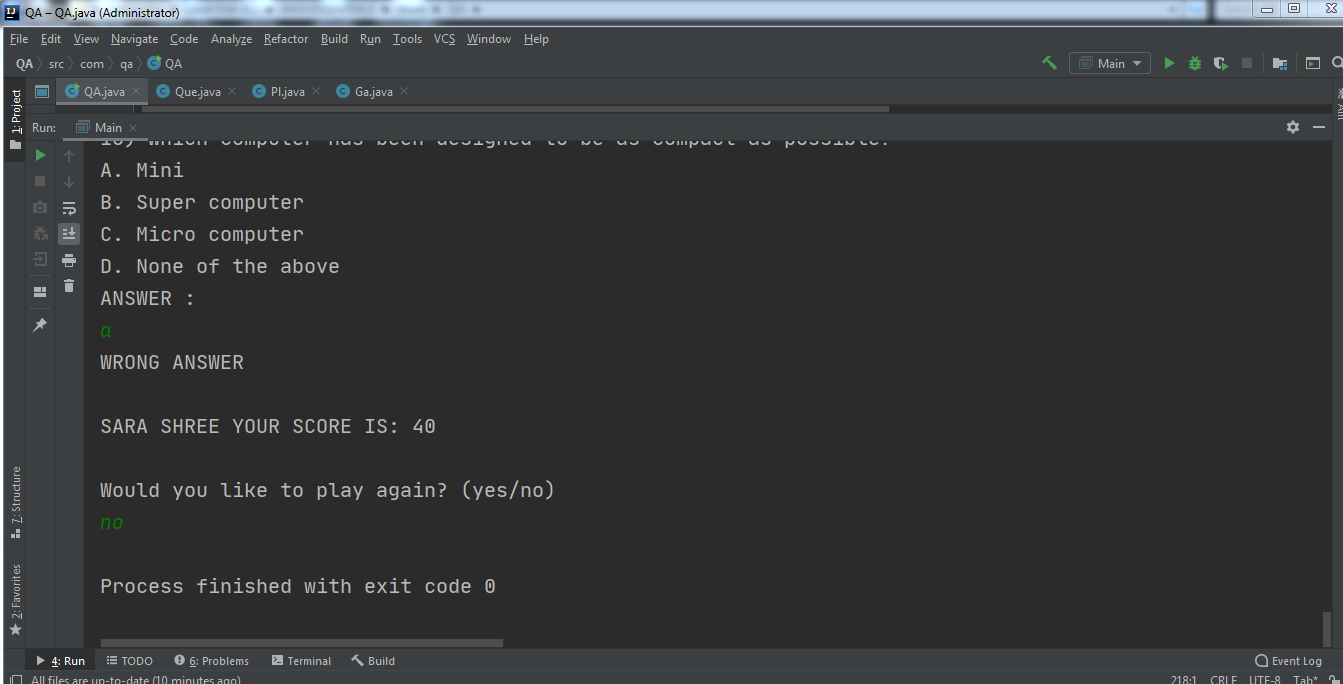 QA – QA.java (Administrator)
File Edit View Navigate Code Analyze Refactor Build Run Tools VCS Window Help
QA src com qa QA Main
QA.java Que.java Pl.java Ga.java
1: Project
Run: Main
which computer has been designed to be as compact as possible?
A. Mini
B. Super computer
C. Micro computer
D. None of the above
ANSWER :
a
WRONG ANSWER
SARA SHREE YOUR SCORE IS: 40
Would you like to play again? (yes/no)
no
Process finished with exit code 0
7: Structure
2: Favorites
4: Run TODO 6: Problems Terminal Build Event Log
All files are up-to-date (10 minutes ago) 218:1 CRLF UTF-8 Tab*